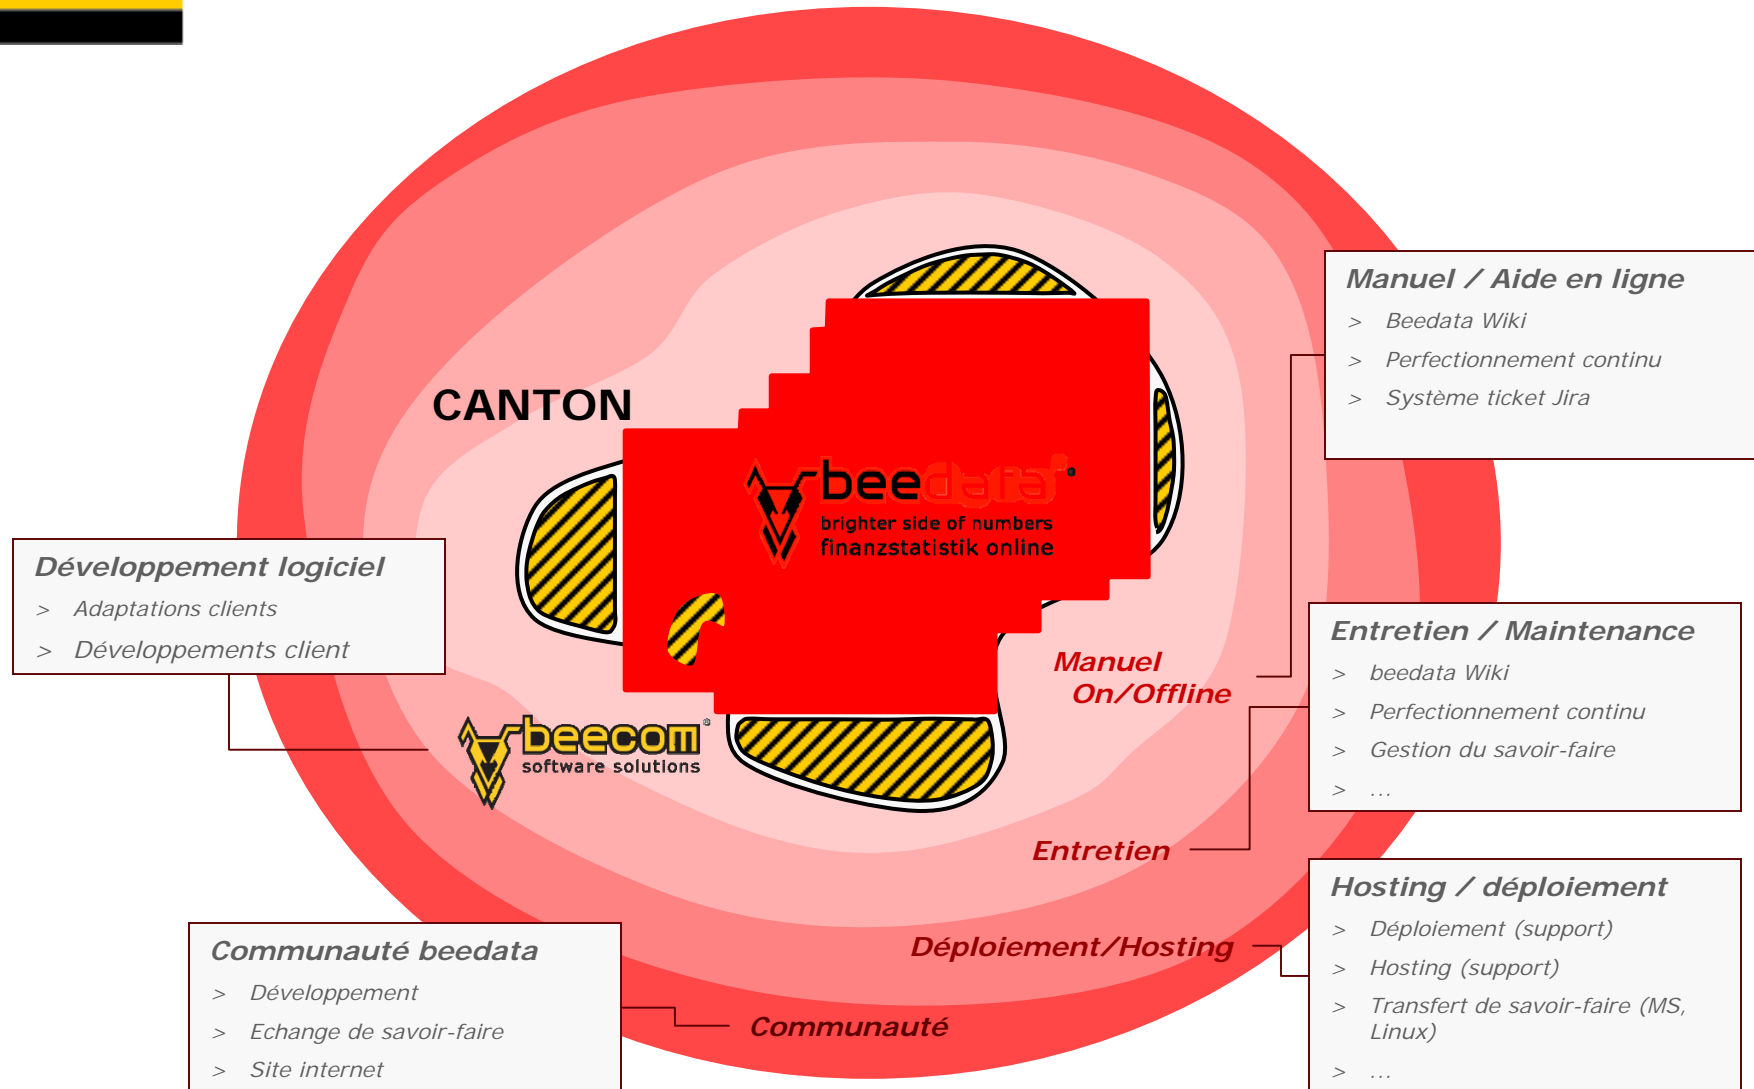 CANTON
beedata®
brighter side of numbers
finanzstatistik online
Manuel / Aide en ligne
> Beedata Wiki
> Perfectionnement continu
> Système ticket Jira
Développement logiciel
> Adaptations clients
> Développements client
beecom®
software solutions
Manuel
On/Offline
Entretien / Maintenance
> beedata Wiki
> Perfectionnement continu
> Gestion du savoir-faire
> ...
Entretien
Hosting / déploiement
> Déploiement (support)
> Hosting (support)
> Transfert de savoir-faire (MS,
Linux)
> ...
Déploiement/Hosting
Communauté beedata
> Développement
> Echange de savoir-faire
> Site internet
Communauté